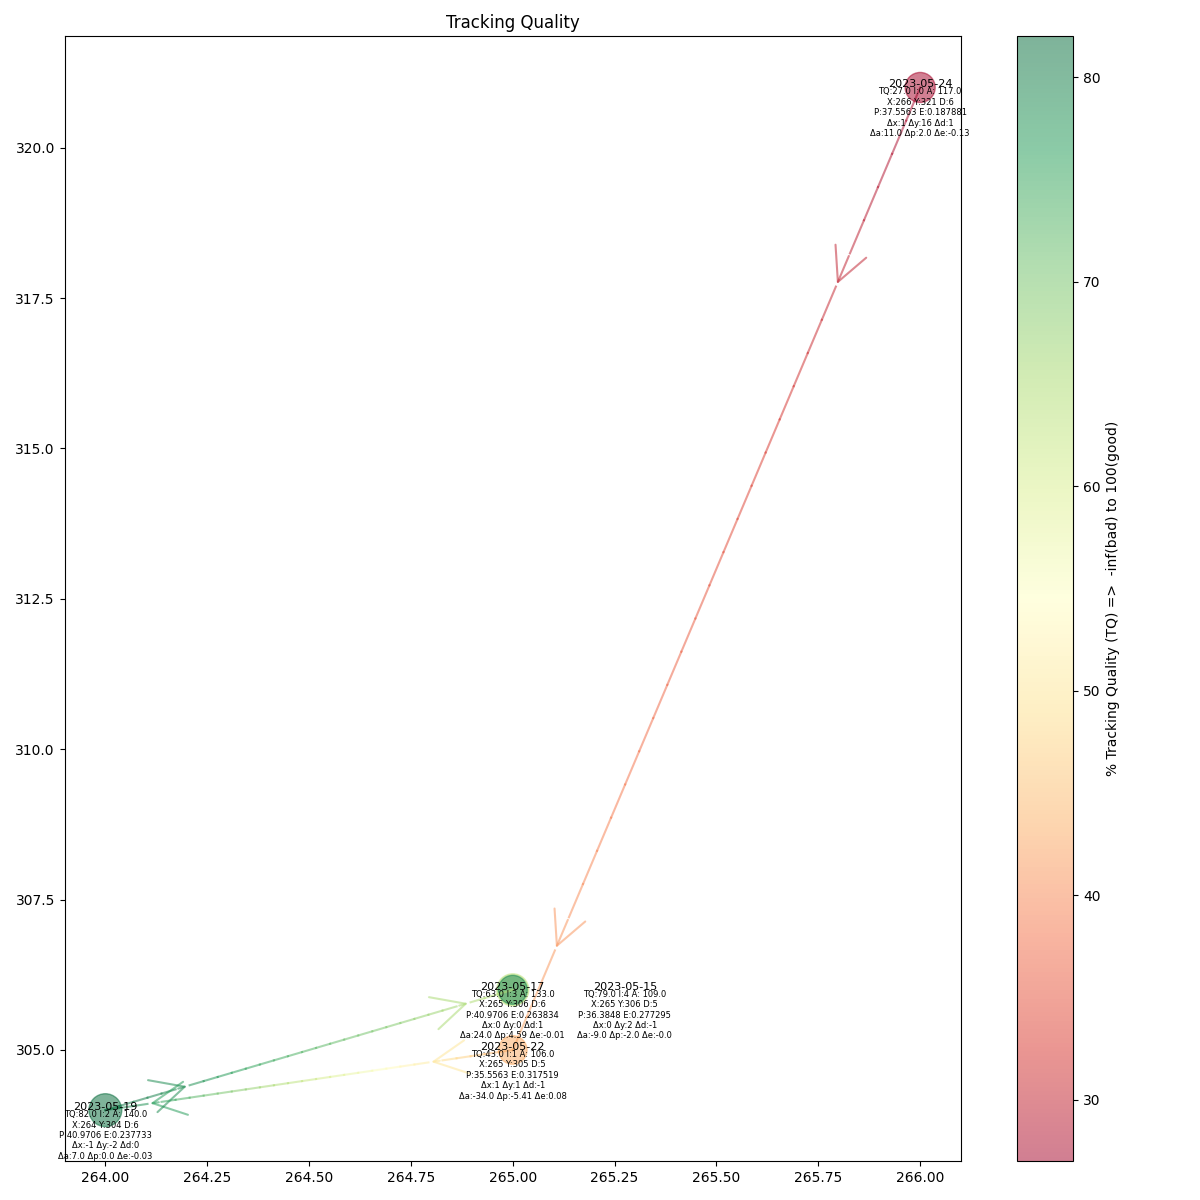 Tracking Quality
2023-05-24
TQ:27.0 I:0 A: 117.0
X:266 Y:321 D:6
P:37.5563 E:0.187881
Δx:1 Δy:16 Δd:1
Δa:11.0 Δp:2.0 Δe:-0.13
2023-05-17
TQ:63.0 I:3 A: 133.0
X:265 Y:306 D:6
P:40.9706 E:0.263834
Δx:0 Δy:0 Δd:1
Δa:24.0 Δp:4.59 Δe:-0.01
2023-05-15
TQ:79.0 I:4 A: 109.0
X:265 Y:306 D:5
P:36.3848 E:0.277295
Δx:0 Δy:2 Δd:-1
Δa:-9.0 Δp:-2.0 Δe:-0.0
2023-05-22
TQ:43.0 I:1 A: 106.0
X:265 Y:305 D:5
P:35.5563 E:0.317519
Δx:1 Δy:1 Δd:-1
Δa:-34.0 Δp:-5.41 Δe:0.08
2023-05-19
TQ:82.0 I:2 A: 140.0
X:264 Y:304 D:6
P:40.9706 E:0.237733
Δx:-1 Δy:-2 Δd:0
Δa:7.0 Δp:0.0 Δe:-0.03
320.0
317.5
315.0
312.5
310.0
307.5
305.0
264.00 264.25 264.50 264.75 265.00 265.25 265.50 265.75 266.00
80
70
60
50
40
30
% Tracking Quality (TQ) => -inf(bad) to 100(good)